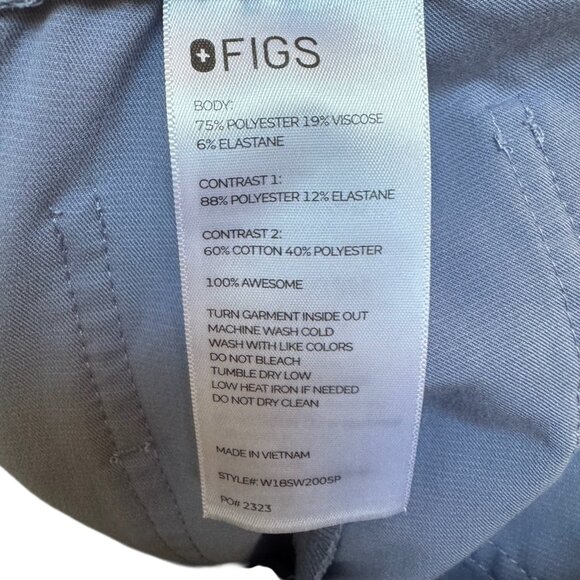 FIGS
BODY:
75% POLYESTER 19% VISCOSE
6% ELASTANE
CONTRAST 1:
88% POLYESTER 12% ELASTANE
CONTRAST 2:
60% COTTON 40% POLYESTER
100% AWESOME
TURN GARMENT INSIDE OUT
MACHINE WASH COLD
WASH WITH LIKE COLORS
DO NOT BLEACH
TUMBLE DRY LOW
LOW HEAT IRON IF NEEDED
DO NOT DRY CLEAN
MADE IN VIETNAM
STYLE#: W18SW2005P
PO# 2323